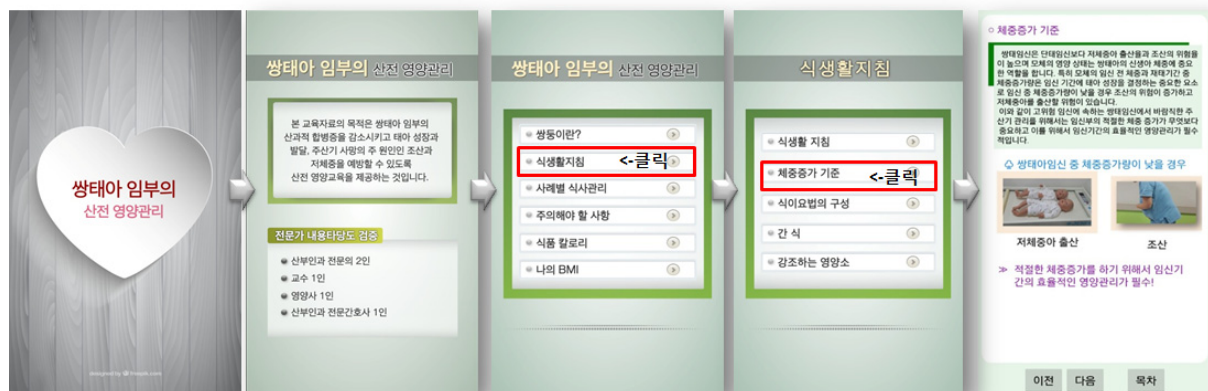 쌍태아 임부의
산전 영양관리
designed by freepik.com
쌍태아 임부의 산전 영양관리
본 교육자료의 목적은 쌍태아 임부의
산과적 합병증을 감소시키고 태아 성장과
발달, 주산기 사망의 주 원인인 조산과
저체중을 예방할 수 있도록
산전 영양교육을 제공하는 것입니다.
전문가 내용타당도 검증
산부인과 전문의 2인
교수 1인
영양사 1인
산부인과 전문간호사 1인
쌍태아 임부의 산전 영양관리
쌍둥이란?
식생활지침 <-클릭
사례별 식사관리
주의해야 할 사항
식품 칼로리
나의 BMI
식생활지침
식생활 지침
체중증가 기준 <-클릭
식이요법의 구성
간 식
강조하는 영양소
체중증가 기준
쌍태임신은 단태임신보다 저체중아 출산율과 조산의 위험율
이 높으며 모체의 영양 상태는 쌍태아의 신생아 체중에 중요
한 역할을 합니다. 특히 모체의 임신 전 체중과 재태기간 중
체중증가량은 임신 기간에 태아 성장을 결정하는 중요한 요소
로 임신 중 체중증가량이 낮을 경우 조산의 위험이 증가하고
저체중아를 출산할 위험이 있습니다.
이와 같이 고위험 임신에 속하는 쌍태임신에서 바람직한 주
산기 관리를 위해서는 임신부의 적절한 체중 증가가 무엇보다
중요하고 이를 위해서 임신기간의 효율적인 영양관리가 필수
적입니다.
쌍태아임신 중 체중증가량이 낮을 경우
저체중아 출산
조산
≫ 적절한 체중증가를 하기 위해서 임신기
간의 효율적인 영양관리가 필수!
이전 다음 목차